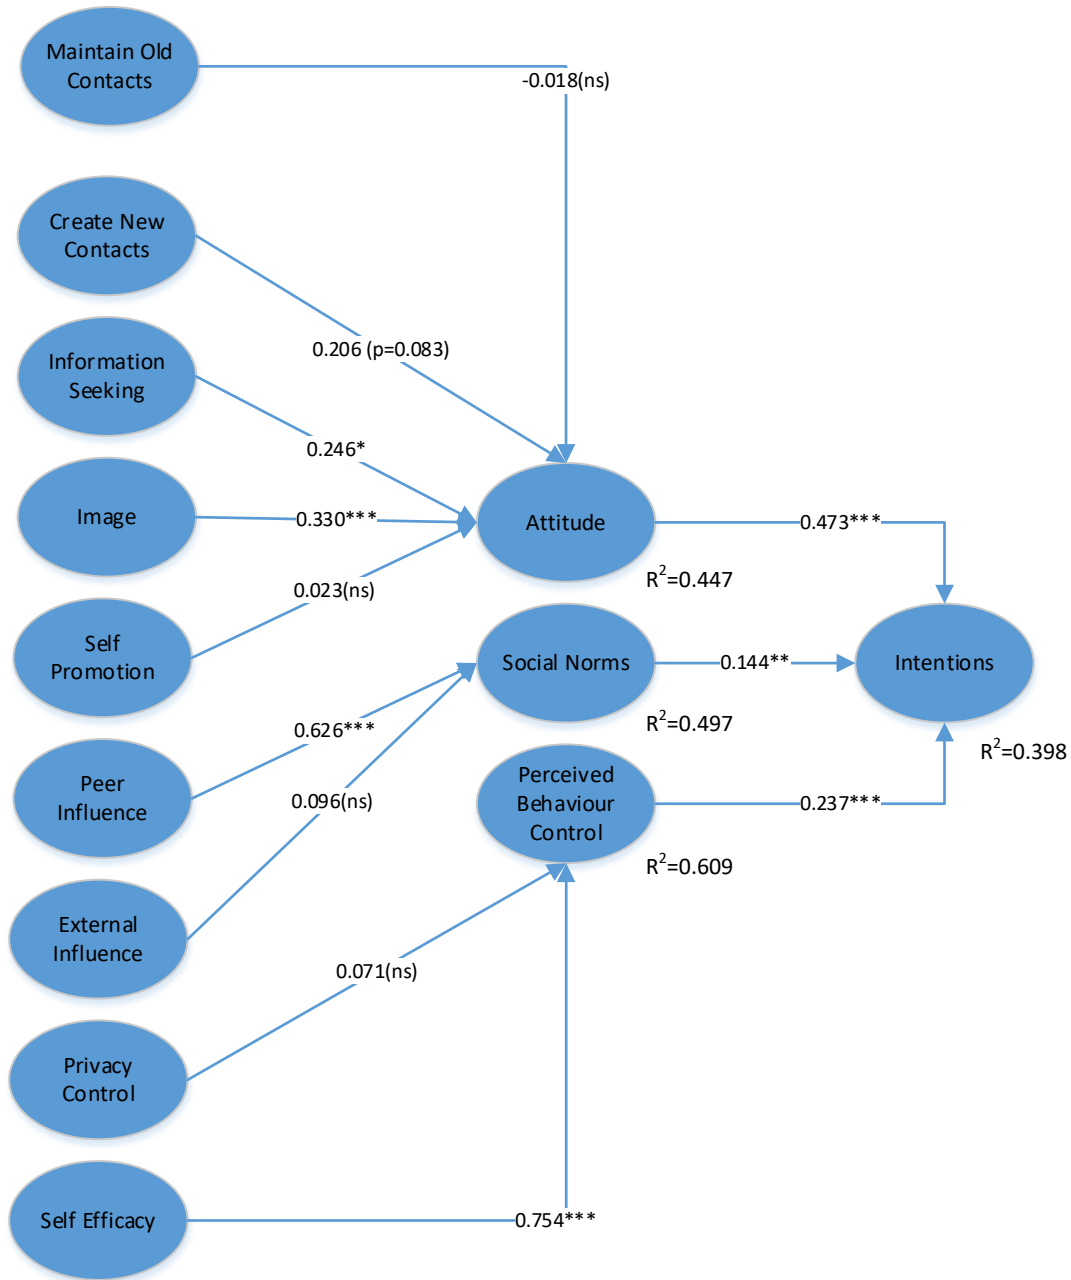 Maintain Old
Contacts
-0.018(ns)
Create New
Contacts
0.206 (p=0.083)
Information
Seeking
0.246*
Image
0.330***
Attitude
0.473***
R²=0.447
0.023(ns)
Self
Promotion
Social Norms
0.144**
Intentions
R²=0.497
R²=0.398
0.626***
Peer
Influence
0.096(ns)
Perceived
Behaviour
Control
0.237***
R²=0.609
External
Influence
0.071(ns)
Privacy
Control
Self Efficacy
0.754***